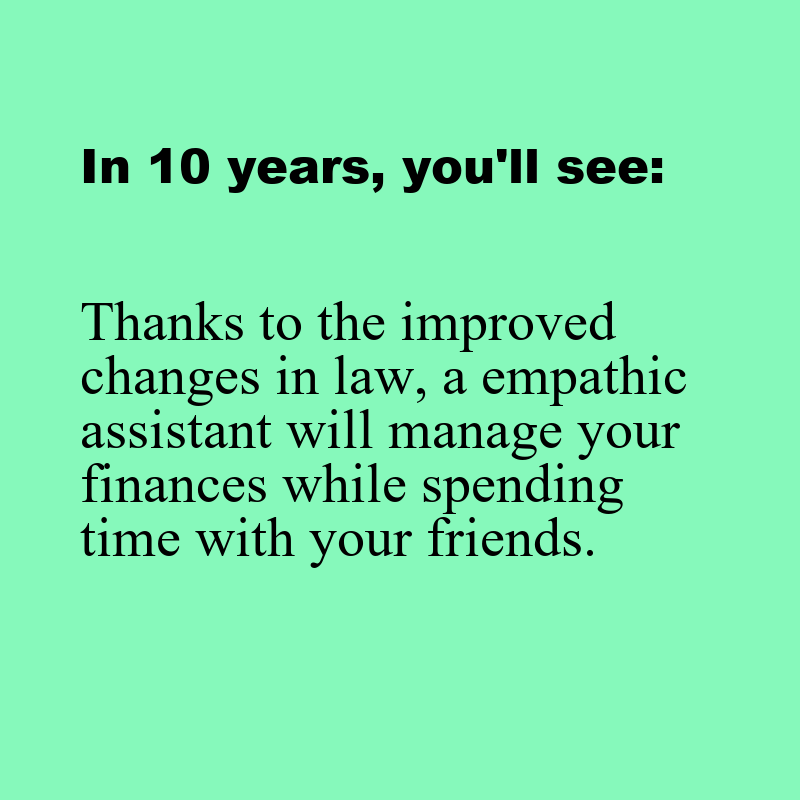 In 10 years, you'll see:
Thanks to the improved
changes in law, a empathic
assistant will manage your
finances while spending
time with your friends.